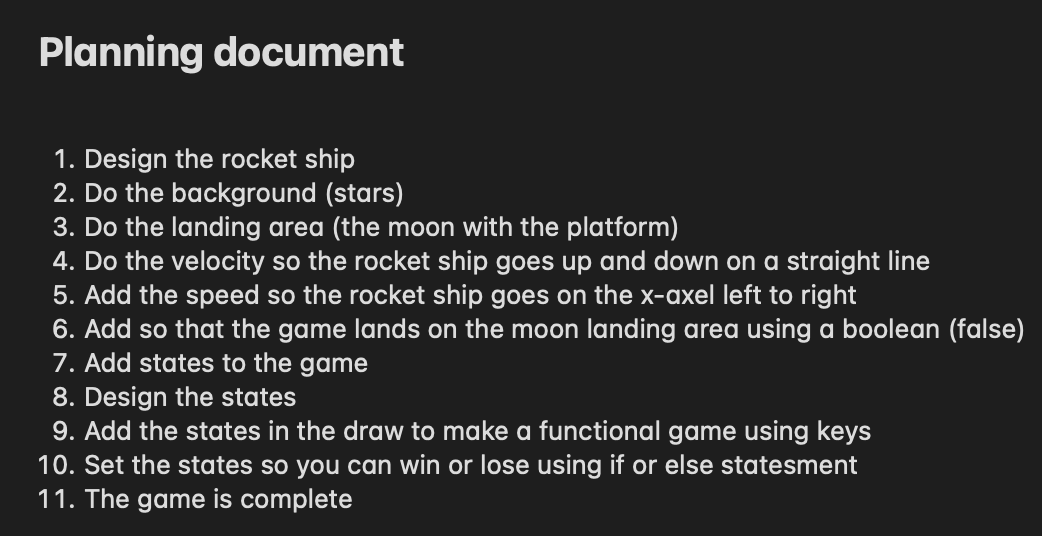 Planning document
1. Design the rocket ship
2. Do the background (stars)
3. Do the landing area (the moon with the platform)
4. Do the velocity so the rocket ship goes up and down on a straight line
5. Add the speed so the rocket ship goes on the x-axel left to right
6. Add so that the game lands on the moon landing area using a boolean (false)
7. Add states to the game
8. Design the states
9. Add the states in the draw to make a functional game using keys
10. Set the states so you can win or lose using if or else statesment
11. The game is complete